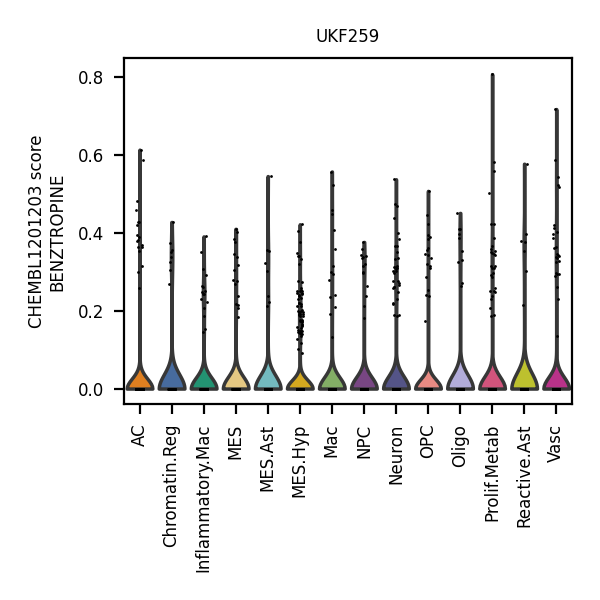 UKF259
CHEMBL1201203 score
BENZTROPINE
0.8
0.6
0.4
0.2
0.0
AC
Chromatin.Reg
Inflammatory.Mac
MES
MES.Ast
MES.Hyp
Mac
NPC
Neuron
OPC
Oligo
Prolif.Metab
Reactive.Ast
Vasc